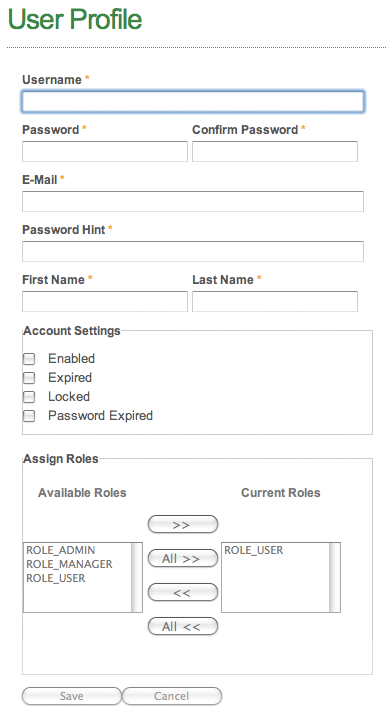 User Profile
Username *
Password * Confirm Password *
E-Mail *
Password Hint *
First Name * Last Name *
Account Settings
Enabled
Expired
Locked
Password Expired
Assign Roles
Available Roles Current Roles
>>
ROLE_ADMIN All >> ROLE_USER
ROLE_MANAGER
ROLE_USER
<<
All <<
Save Cancel